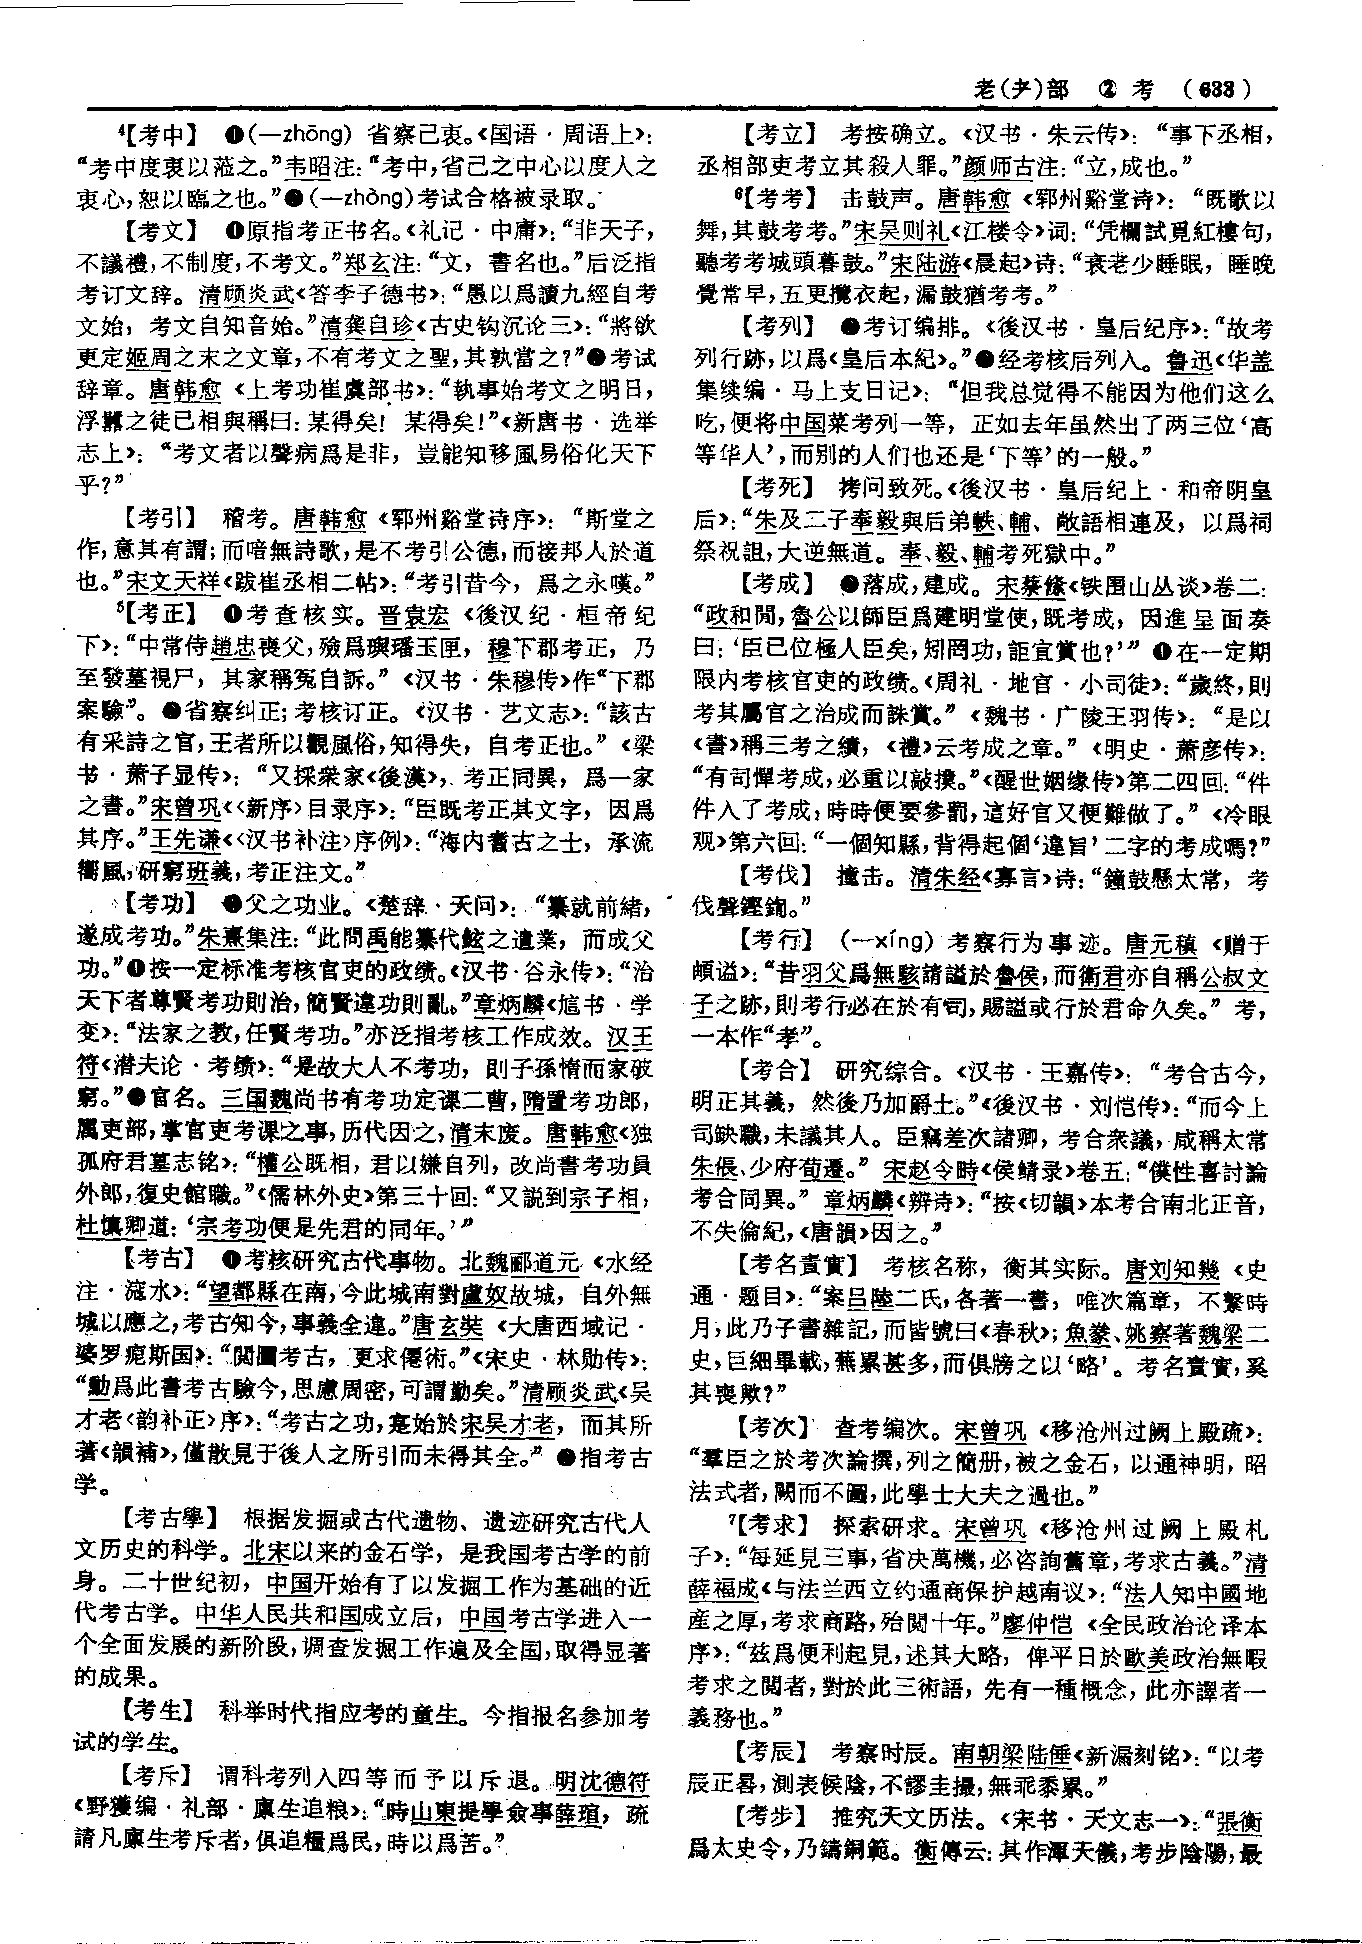 老(耂)部 ② 考 (633)
⁴【考中】 ❶(—zhōng) 省察己衷。《国语·周语上》:
“考中度衷以蒞之。”韦昭注:“考中,省己之中心以度人之
衷心,恕以臨之也。”❷(—zhòng)考试合格被录取。
【考文】 ❶原指考正书名。《礼记·中庸》:“非天子,
不議禮,不制度,不考文。”郑玄注:“文,書名也。”后泛指
考订文辞。清顾炎武《答李子德书》:“愚以爲讀九經自考
文始,考文自知音始。”清龚自珍《古史钩沉论三》:“將欲
更定姬周之末之文章,不有考文之聖,其孰當之?”❷考试
辞章。唐韩愈《上考功崔虞部书》:“執事始考文之明日,
浮囂之徒已相與稱曰:某得矣!某得矣!”《新唐书·选举
志上》:“考文者以聲病爲是非,豈能知移風易俗化天下
乎?”
【考引】 稽考。唐韩愈《郓州谿堂诗序》:“斯堂之
作,意其有謂;而喑無詩歌,是不考引公德,而接邦人於道
也。”宋文天祥《跋崔丞相二帖》:“考引昔今,爲之永嘆。”
⁵【考正】 ❶考查核实。晋袁宏《後汉纪·桓帝纪
下》:“中常侍趙忠喪父,殮爲璵璠玉匣,穆下郡考正,乃
至發墓視尸,其家稱冤自訴。”《汉书·朱穆传》作“下郡
案驗”。❷省察纠正;考核订正。《汉书·艺文志》:“該古
有采詩之官,王者所以觀風俗,知得失,自考正也。”《梁
书·萧子显传》:“又採衆家《後漢》,考正同異,爲一家
之書。”宋曾巩《〈新序〉目录序》:“臣既考正其文字,因爲
其序。”王先谦《〈汉书补注〉序例》:“海内耆古之士,承流
嚮風,研窮班義,考正注文。”
【考功】 ❶父之功业。《楚辞·天问》:“纂就前緒,
遂成考功。”朱熹集注:“此問禹能纂代鮌之遺業,而成父
功。”❷按一定标准考核官吏的政绩。《汉书·谷永传》:“治
天下者尊賢考功則治,簡賢違功則亂。”章炳麟《訄书·学
变》:“法家之教,任賢考功。”亦泛指考核工作成效。汉王
符《潜夫论·考绩》:“是故大人不考功,則子孫惰而家破
窮。”❸官名。三国魏尚书有考功定课二曹,隋置考功郎,
属吏部,掌官吏考课之事,历代因之,清末废。唐韩愈《独
孤府君墓志铭》:“權公既相,君以嫌自列,改尚書考功員
外郎,復史館職。”《儒林外史》第三十回:“又説到宗子相,
杜慎卿道:‘宗考功便是先君的同年。’”
【考古】 ❶考核研究古代事物。北魏郦道元《水经
注·滱水》:“望都縣在南,今此城南對盧奴故城,自外無
城以應之,考古知今,事義全違。”唐玄奘《大唐西域记·
婆罗痆斯国》:“閲圖考古,更求僊術。”《宋史·林勋传》:
“勳爲此書考古驗今,思慮周密,可謂勤矣。”清顾炎武《吴
才老〈韵补正〉序》:“考古之功,寔始於宋吴才老,而其所
著《韻補》,僅散見于後人之所引而未得其全。”❷指考古
学。
【考古學】 根据发掘或古代遗物、遗迹研究古代人
文历史的科学。北宋以来的金石学,是我国考古学的前
身。二十世纪初,中国开始有了以发掘工作为基础的近
代考古学。中华人民共和国成立后,中国考古学进入一
个全面发展的新阶段,调查发掘工作遍及全国,取得显著
的成果。
【考生】 科举时代指应考的童生。今指报名参加考
试的学生。
【考斥】 谓科考列入四等而予以斥退。明沈德符
《野獲编·礼部·廪生追粮》:“時山東提學僉事薛瑄,疏
請凡廩生考斥者,俱追糧爲民,時以爲苦。”
【考立】 考按确立。《汉书·朱云传》:“事下丞相,
丞相部吏考立其殺人罪。”颜师古注:“立,成也。”
⁶【考考】 击鼓声。唐韩愈《郓州谿堂诗》:“既歌以
舞,其鼓考考。”宋吴则礼《江楼令》词:“凭欄試覓紅樓句,
聽考考城頭暮鼓。”宋陆游《晨起》诗:“衰老少睡眠,睡晚
覺常早,五更攬衣起,漏鼓猶考考。”
【考列】 ❶考订编排。《後汉书·皇后纪序》:“故考
列行跡,以爲《皇后本紀》。”❷经考核后列入。鲁迅《华盖
集续编·马上支日记》:“但我总觉得不能因为他们这么
吃,便将中国菜考列一等,正如去年虽然出了两三位‘高
等华人’,而别的人们也还是‘下等’的一般。”
【考死】 拷问致死。《後汉书·皇后纪上·和帝阴皇
后》:“朱及二子奉毅與后弟軼、輔、敞語相連及,以爲祠
祭祝詛,大逆無道。奉、毅、輔考死獄中。”
【考成】 ❶落成,建成。宋蔡絛《铁围山丛谈》卷二:
“政和間,魯公以師臣爲建明堂使,既考成,因進呈面奏
曰:‘臣已位極人臣矣,矧罔功,詎宜賞也?’” ❷在一定期
限内考核官吏的政绩。《周礼·地官·小司徒》:“歲終,則
考其屬官之治成而誅賞。”《魏书·广陵王羽传》:“是以
《書》稱三考之績,《禮》云考成之章。”《明史·萧彦传》:
“有司憚考成,必重以敲撲。”《醒世姻缘传》第二四回:“件
件入了考成,時時便要參罰,這好官又便難做了。”《冷眼
观》第六回:“一個知縣,背得起個‘違旨’二字的考成嗎?”
【考伐】 撞击。清朱经《寡言》诗:“鐘鼓懸太常,考
伐聲鏗鍧。”
【考行】 (—xíng) 考察行为事迹。唐元稹《赠于
頔谥》:“昔羽父爲無駭請謚於魯侯,而衛君亦自稱公叔文
子之跡,則考行必在於有司,賜謚或行於君命久矣。”考,
一本作“孝”。
【考合】 研究综合。《汉书·王嘉传》:“考合古今,
明正其義,然後乃加爵土。”《後汉书·刘恺传》:“而今上
司缺職,未議其人。臣竊差次諸卿,考合衆議,咸稱太常
朱倀、少府荀遷。”宋赵令畤《侯鲭录》卷五:“僕性喜討論
考合同異。”章炳麟《辨诗》:“按《切韻》本考合南北正音,
不失倫紀,《唐韻》因之。”
【考名責實】 考核名称,衡其实际。唐刘知幾《史
通·题目》:“案吕陸二氏,各著一書,唯次篇章,不繫時
月,此乃子書雜記,而皆號曰《春秋》;魚豢、姚察著魏梁二
史,巨細畢載,蕪累甚多,而俱牓之以‘略’。考名責實,奚
其喪歟?”
【考次】 查考编次。宋曾巩《移沧州过阙上殿疏》:
“羣臣之於考次論撰,列之簡册,被之金石,以通神明,昭
法式者,闕而不圖,此學士大夫之過也。”
⁷【考求】 探索研求。宋曾巩《移沧州过阙上殿札
子》:“每延見三事,省决萬機,必咨詢舊章,考求古義。”清
薛福成《与法兰西立约通商保护越南议》:“法人知中國地
産之厚,考求商路,殆閲十年。”廖仲恺《全民政治论译本
序》:“兹爲便利起見,述其大略,俾平日於歐美政治無暇
考求之閲者,對於此三術語,先有一種概念,此亦譯者一
義務也。”
【考辰】 考察时辰。南朝梁陆倕《新漏刻铭》:“以考
辰正晷,測表候陰,不謬圭撮,無乖黍累。”
【考步】 推究天文历法。《宋书·天文志一》:“張衡
爲太史令,乃鑄銅範。衡傳云:其作渾天儀,考步陰陽,最